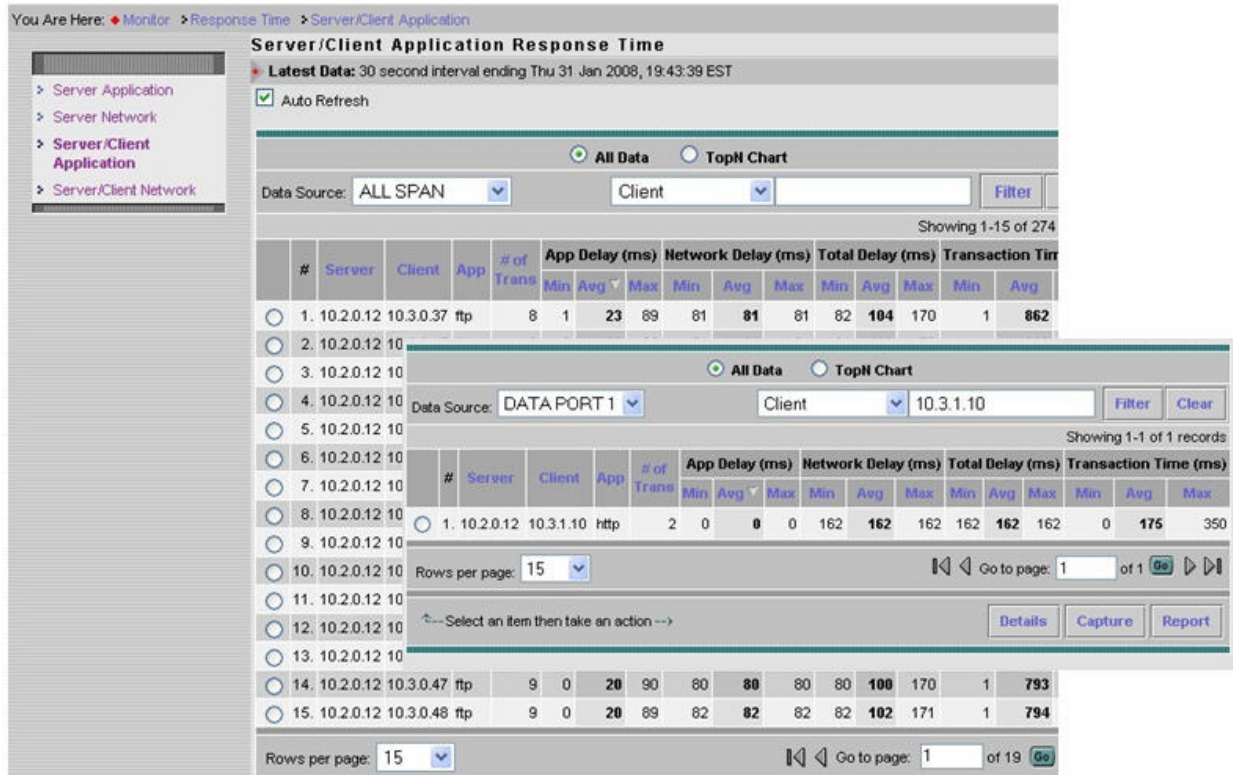 You Are Here: Monitor > Response Time > Server/Client Application
Server Application
Server Network
Server/Client
Application
Server/Client Network
Server/Client Application Response Time
Latest Data: 30 second interval ending Thu 31 Jan 2008, 19:43:39 EST
Auto Refresh
All Data TopN Chart
Data Source: ALL SPAN Client Filter
Showing 1-15 of 274
# Server Client App # of Trans App Delay (ms) Network Delay (ms) Total Delay (ms) Transaction Tim
Min Avg Max Min Avg Max Min Avg Max Min Avg
1. 10.2.0.12 10.3.0.37 ftp 8 1 23 89 81 81 81 82 104 170 1 862
2. 10.2.0.12 10
3. 10.2.0.12 10
4. 10.2.0.12 10
5. 10.2.0.12 10
6. 10.2.0.12 10
7. 10.2.0.12 10
8. 10.2.0.12 10
9. 10.2.0.12 10
10. 10.2.0.12 10
11. 10.2.0.12 10
12. 10.2.0.12 10
13. 10.2.0.12 10
14. 10.2.0.12 10.3.0.47 ftp 9 0 20 90 80 80 80 80 100 170 1 793
15. 10.2.0.12 10.3.0.48 ftp 9 0 20 89 82 82 82 82 102 171 1 794
Rows per page: 15 Go to page: 1 of 19 Go
All Data TopN Chart
Data Source: DATA PORT 1 Client 10.3.1.10 Filter Clear
Showing 1-1 of 1 records
# Server Client App # of Trans App Delay (ms) Network Delay (ms) Total Delay (ms) Transaction Time (ms)
Min Avg Max Min Avg Max Min Avg Max Min Avg Max
1. 10.2.0.12 10.3.1.10 http 2 0 0 0 162 162 162 162 162 162 0 175 350
Rows per page: 15 Go to page: 1 of 1 Go
Select an item then take an action --> Details Capture Report